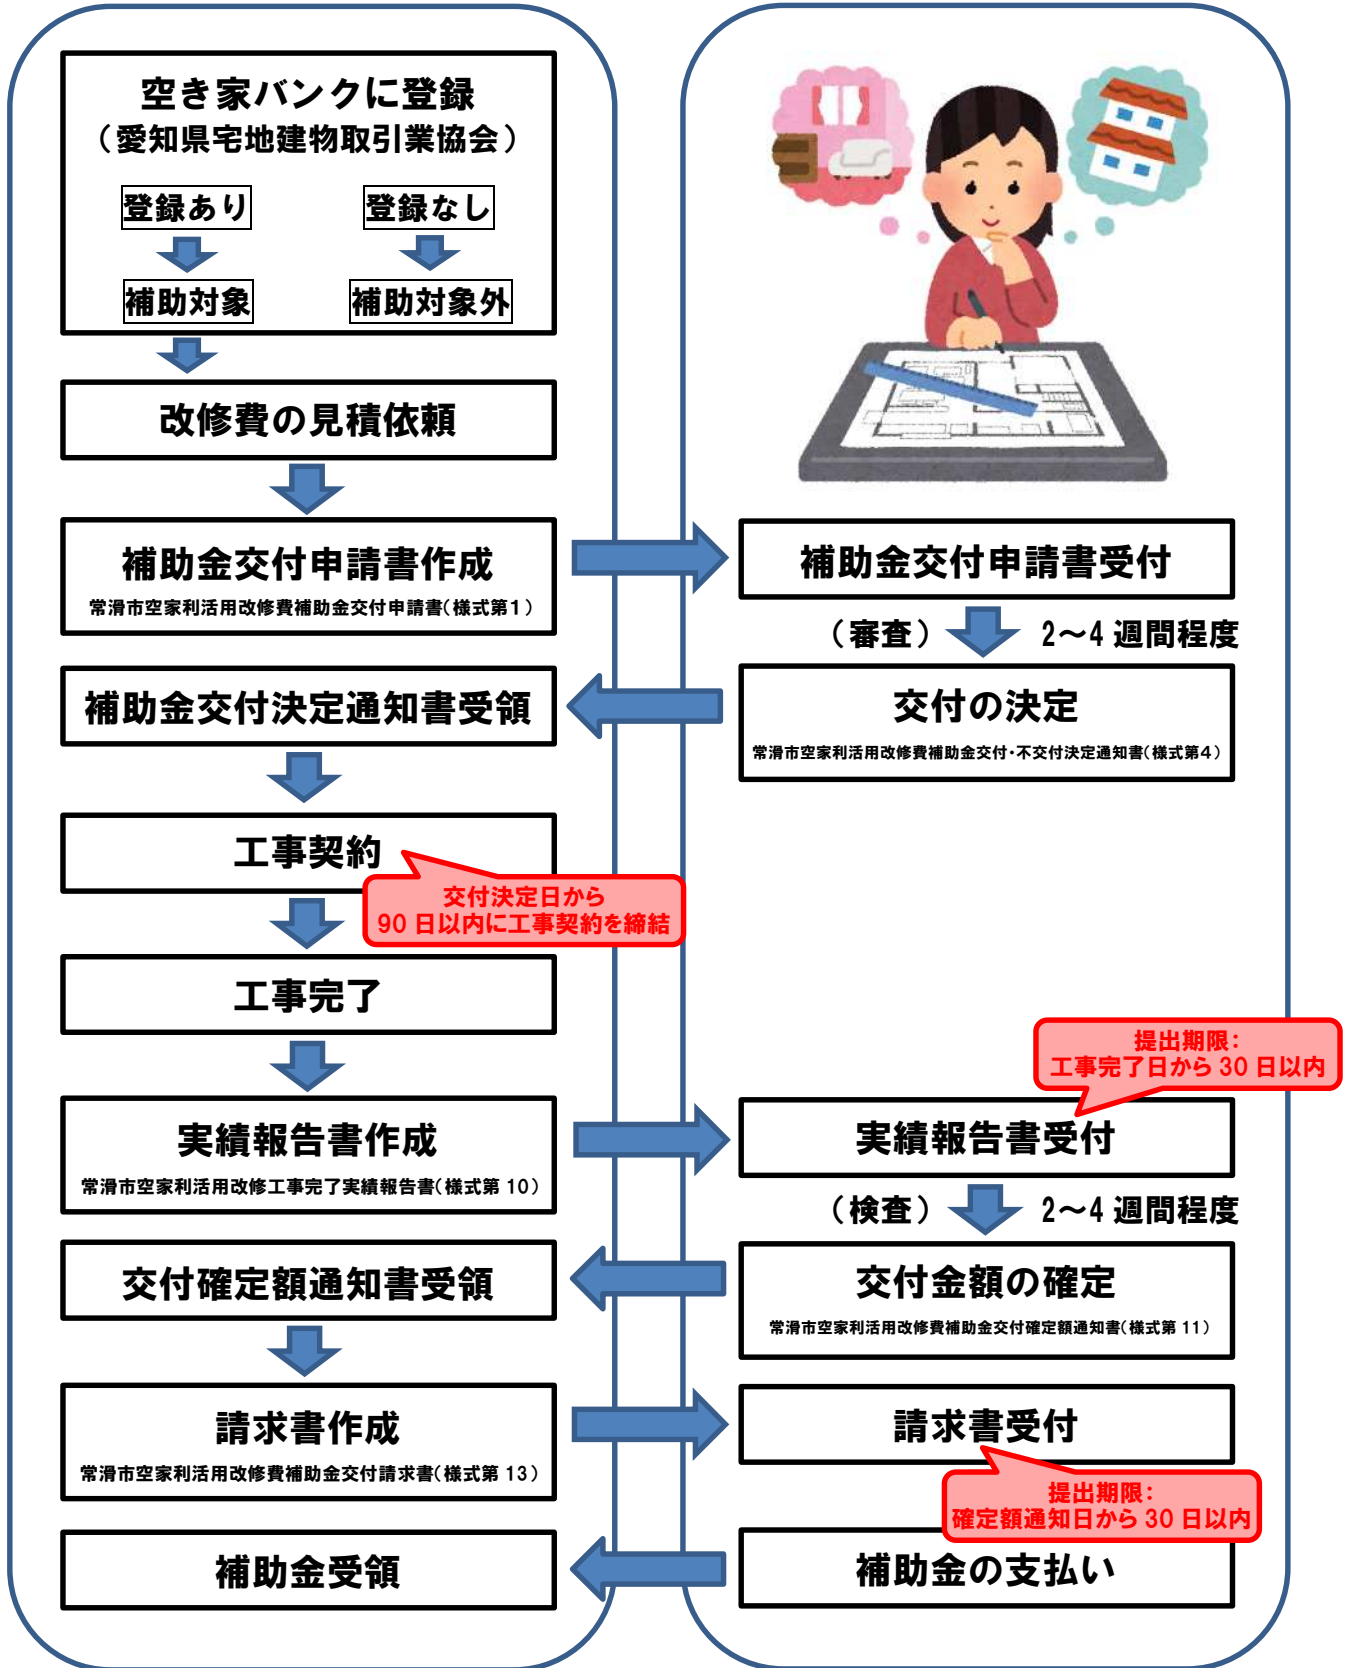 空き家バンクに登録
（愛知県宅地建物取引業協会）
登録あり
登録なし
補助対象
補助対象外
改修費の見積依頼
補助金交付申請書作成
常滑市空家利活用改修費補助金交付申請書（様式第１）
補助金交付申請書受付
（審査）
2～4 週間程度
交付の決定
常滑市空家利活用改修費補助金交付・不交付決定通知書（様式第４）
補助金交付決定通知書受領
工事契約
交付決定日から
90 日以内に工事契約を締結
工事完了
実績報告書作成
常滑市空家利活用改修工事完了実績報告書（様式第 10）
提出期限：
工事完了日から 30 日以内
実績報告書受付
（検査）
2～4 週間程度
交付金額の確定
常滑市空家利活用改修費補助金交付確定額通知書（様式第 11）
交付確定額通知書受領
請求書作成
常滑市空家利活用改修費補助金交付請求書（様式第 13）
請求書受付
提出期限：
確定額通知日から 30 日以内
補助金の支払い
補助金受領